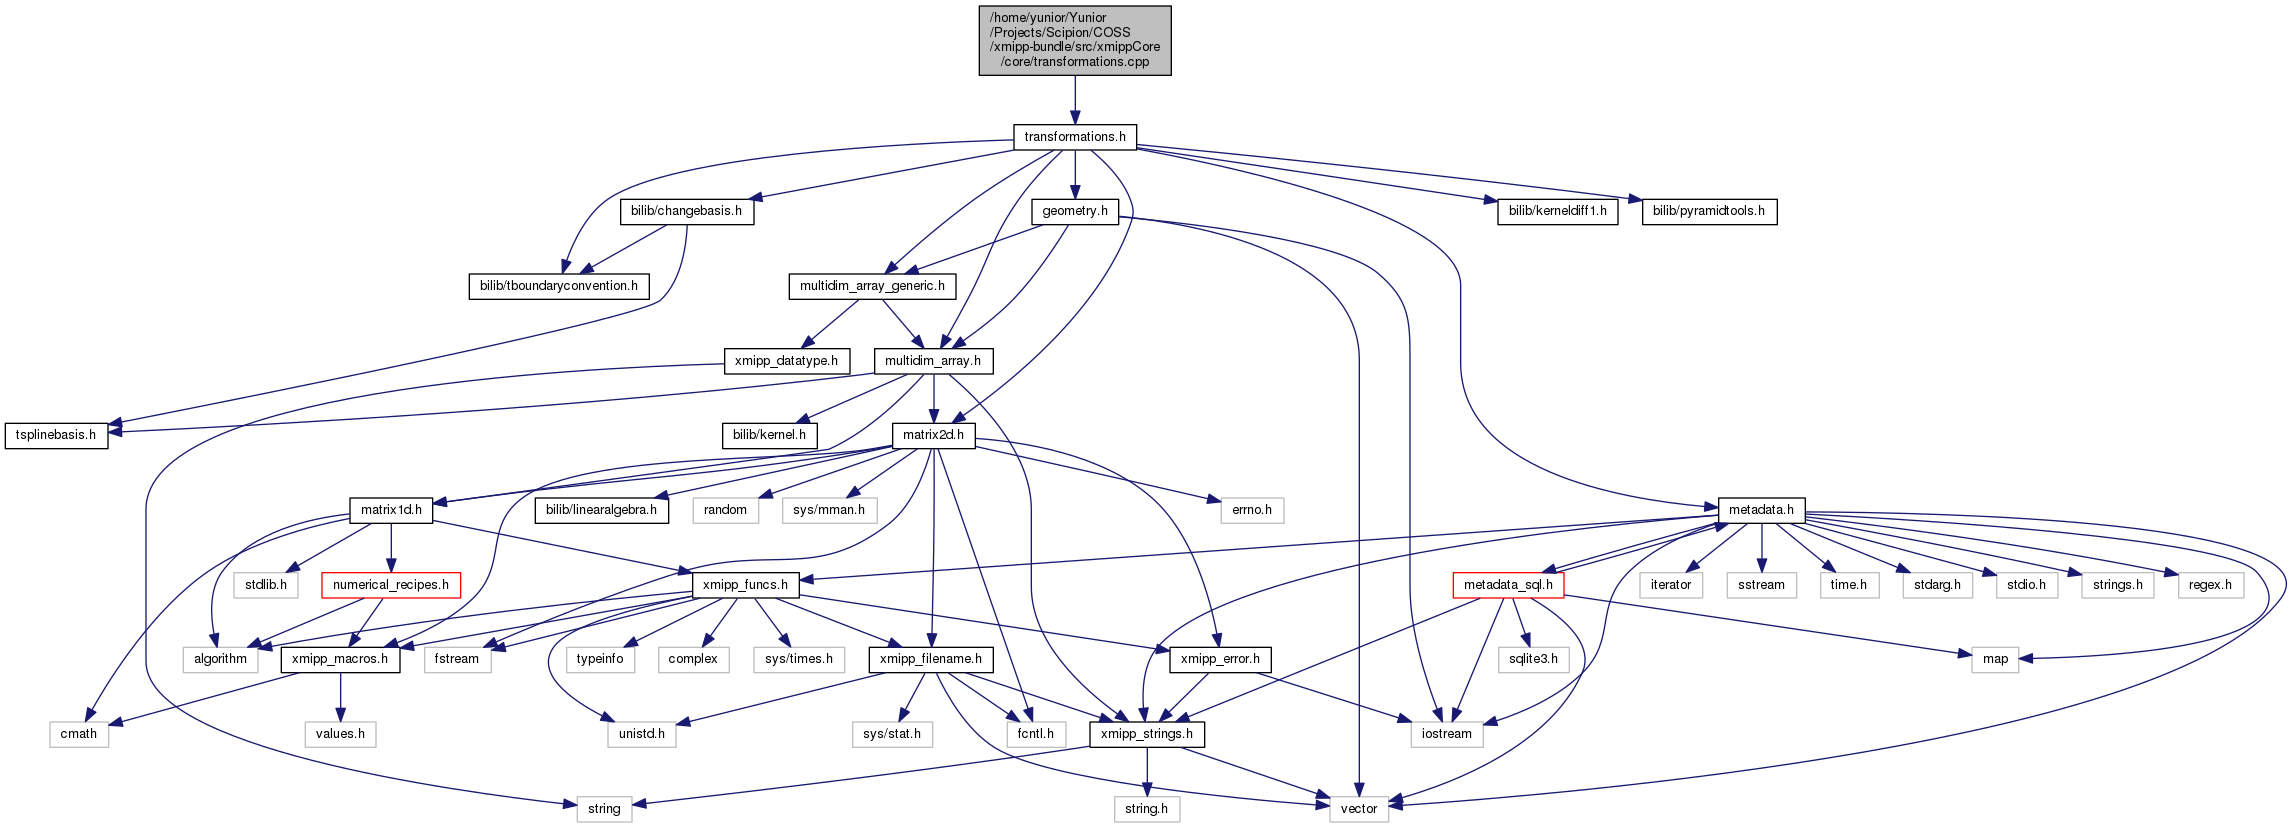 /home/yunior/Yunior
/Projects/Scipion/COSS
/xmipp-bundle/src/xmippCore
/core/transformations.cpp
transformations.h
bilib/changebasis.h
geometry.h
bilib/kerneldiff1.h
bilib/pyramidtools.h
bilib/tboundaryconvention.h
multidim_array_generic.h
xmipp_datatype.h
multidim_array.h
tsplinebasis.h
bilib/kernel.h
matrix2d.h
matrix1d.h
bilib/linearalgebra.h
random
sys/mman.h
errno.h
metadata.h
stdlib.h
numerical_recipes.h
xmipp_funcs.h
metadata_sql.h
iterator
sstream
time.h
stdarg.h
stdio.h
strings.h
regex.h
algorithm
xmipp_macros.h
fstream
typeinfo
complex
sys/times.h
xmipp_filename.h
xmipp_error.h
sqlite3.h
map
cmath
values.h
unistd.h
sys/stat.h
fcntl.h
xmipp_strings.h
iostream
string
string.h
vector